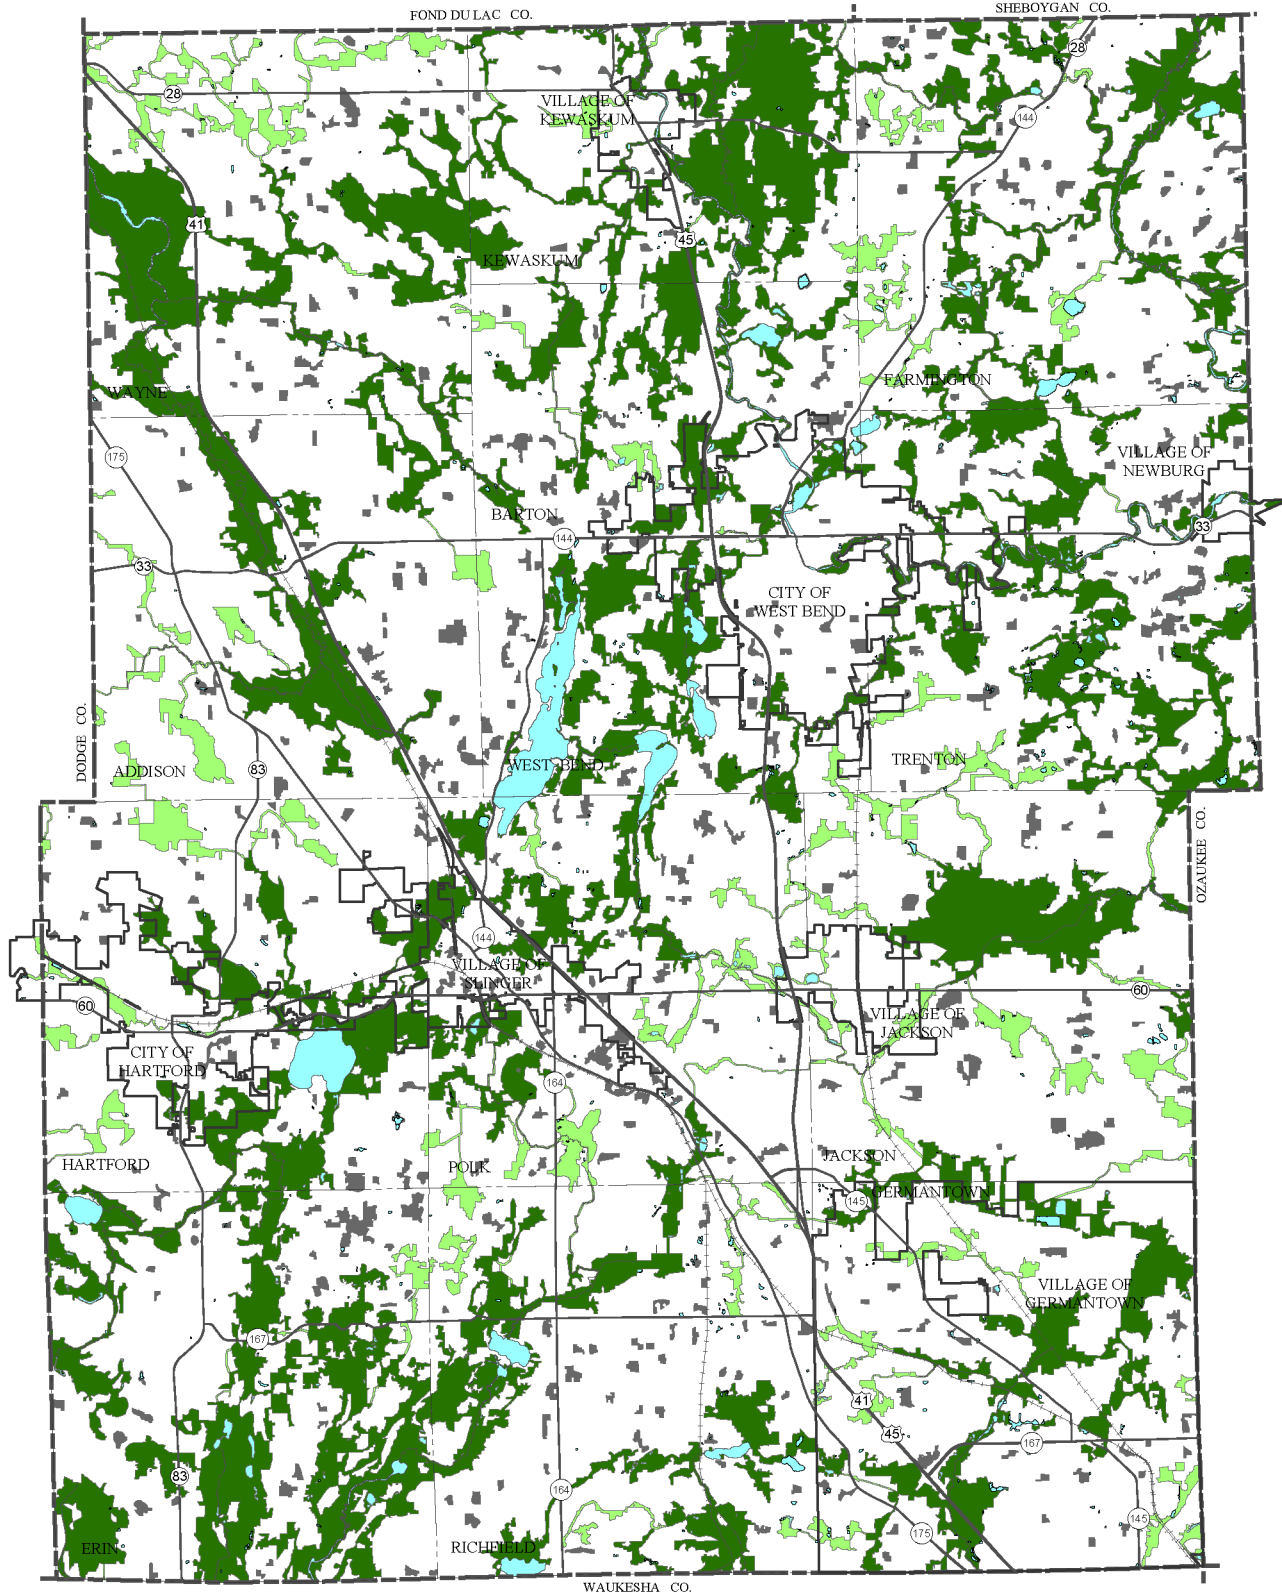 FOND DU LAC CO.
SHEBOYGAN CO.
28
28
VILLAGE OF
KEWASKUM
144
41
45
KEWASKUM
WAYNE
FARMINGTON
175
VILLAGE OF
NEWBURG
BARTON
33
144
33
CITY OF
WEST BEND
DODGE CO.
ADDISON
83
WEST BEND
TRENTON
OZAUKEE CO.
144
VILLAGE OF
SLINGER
60
60
VILLAGE OF
JACKSON
CITY OF
HARTFORD
164
HARTFORD
POLK
JACKSON
145
GERMANTOWN
VILLAGE OF
GERMANTOWN
167
41
45
167
83
164
175
145
ERIN
RICHFIELD
WAUKESHA CO.